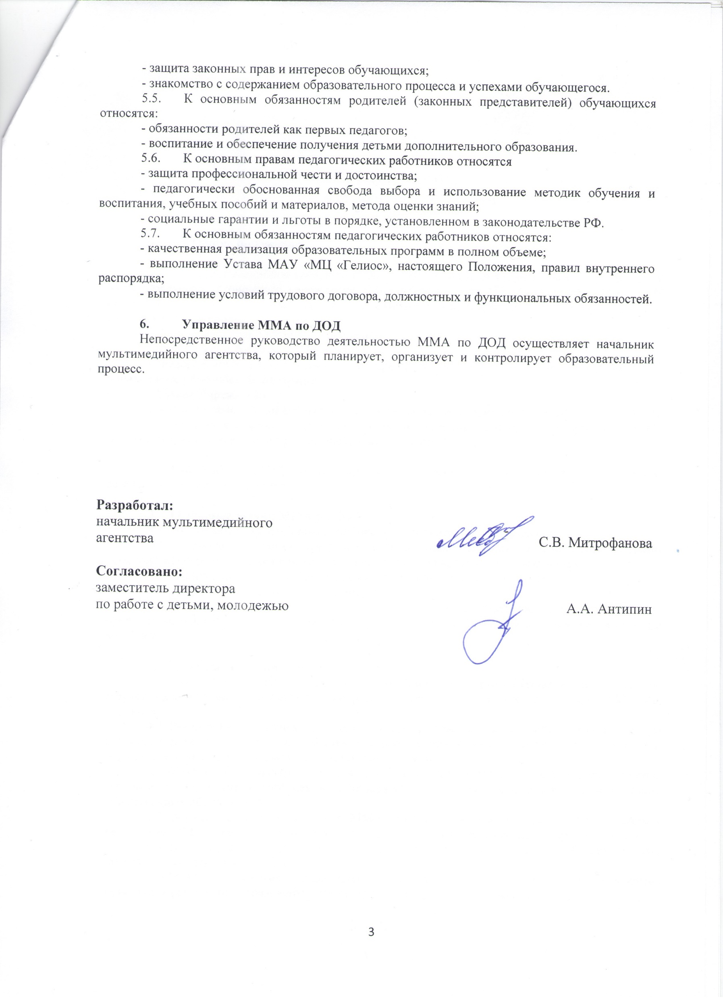 - защита законных прав и интересов обучающихся;
- знакомство с содержанием образовательного процесса и успехами обучающегося.
5.5. К основным обязанностям родителей (законных представителей) обучающихся
относятся:
- обязанности родителей как первых педагогов;
- воспитание и обеспечение получения детьми дополнительного образования.
5.6. К основным правам педагогических работников относятся
- защита профессиональной чести и достоинства;
- педагогически обоснованная свобода выбора и использование методик обучения и
воспитания, учебных пособий и материалов, метода оценки знаний;
- социальные гарантии и льготы в порядке, установленном в законодательстве РФ.
5.7. К основным обязанностям педагогических работников относятся:
- качественная реализация образовательных программ в полном объеме;
- выполнение Устава МАУ «МЦ «Гелиос», настоящего Положения, правил внутреннего
распорядка;
- выполнение условий трудового договора, должностных и функциональных обязанностей.
6. Управление ММА по ДОД
Непосредственное руководство деятельностью ММА по ДОД осуществляет начальник
мультимедийного агентства, который планирует, организует и контролирует образовательный
процесс.
Разработал:
начальник мультимедийного
агентства С.В. Митрофанова
Согласовано:
заместитель директора
по работе с детьми, молодежью А.А. Антипин
3